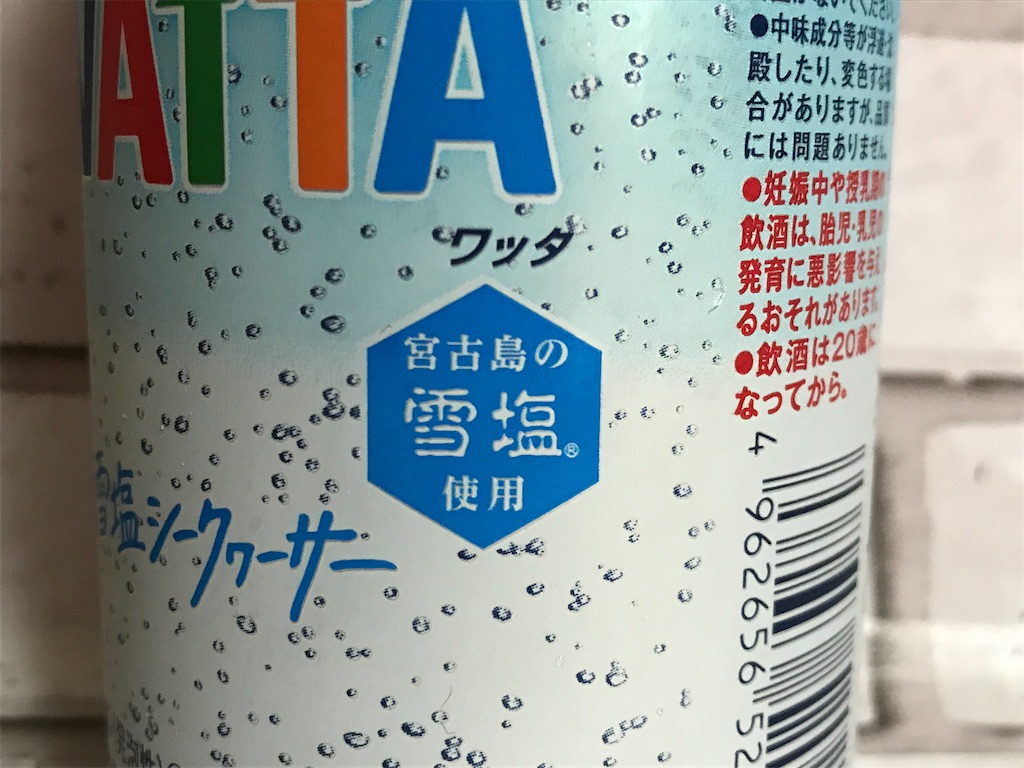 ATTA
ワッタ
宮古島の
雪塩®
使用
雪塩シークヮーサー
●中味成分等が浮遊・沈
殿したり、変色する場
合がありますが、品質
には問題ありません。
●妊娠中や授乳期の
飲酒は、胎児・乳児の
発育に悪影響を与え
るおそれがあります。
●飲酒は20歳に
なってから。
4 962656 52